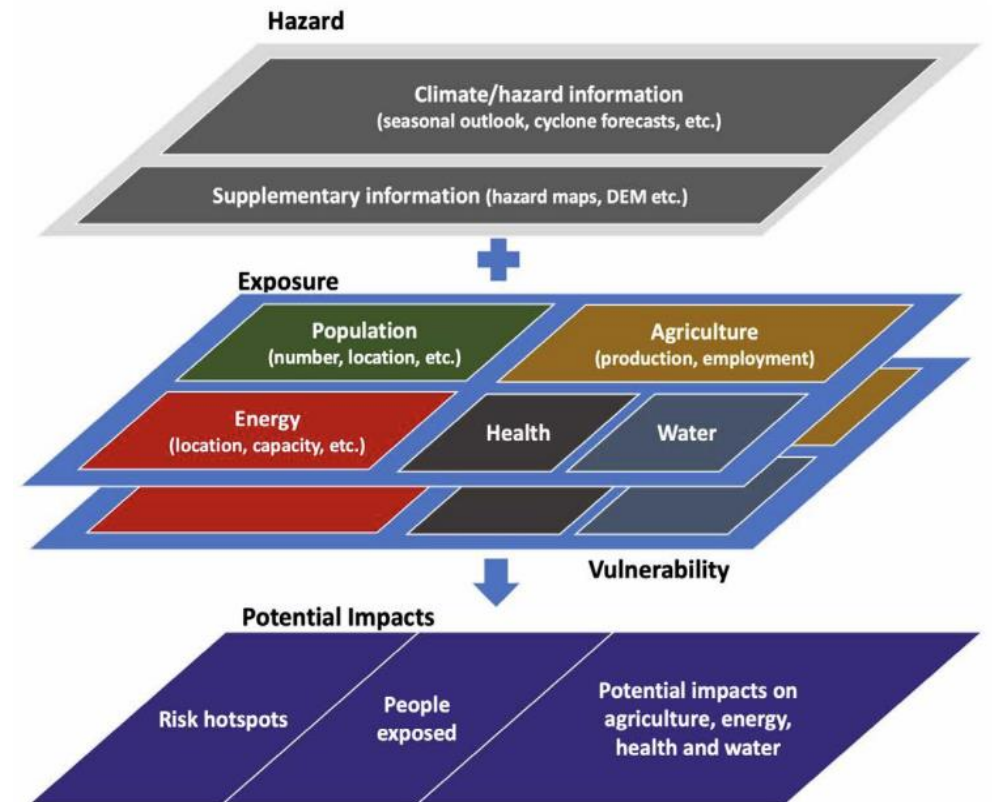 Hazard
Climate/hazard information
(seasonal outlook, cyclone forecasts, etc.)
Supplementary information (hazard maps, DEM etc.)
Exposure
Population
(number, location, etc.)
Agriculture
(production, employment)
Energy
(location, capacity, etc.)
Health
Water
Vulnerability
Potential Impacts
Risk hotspots
People
exposed
Potential impacts on
agriculture, energy,
health and water